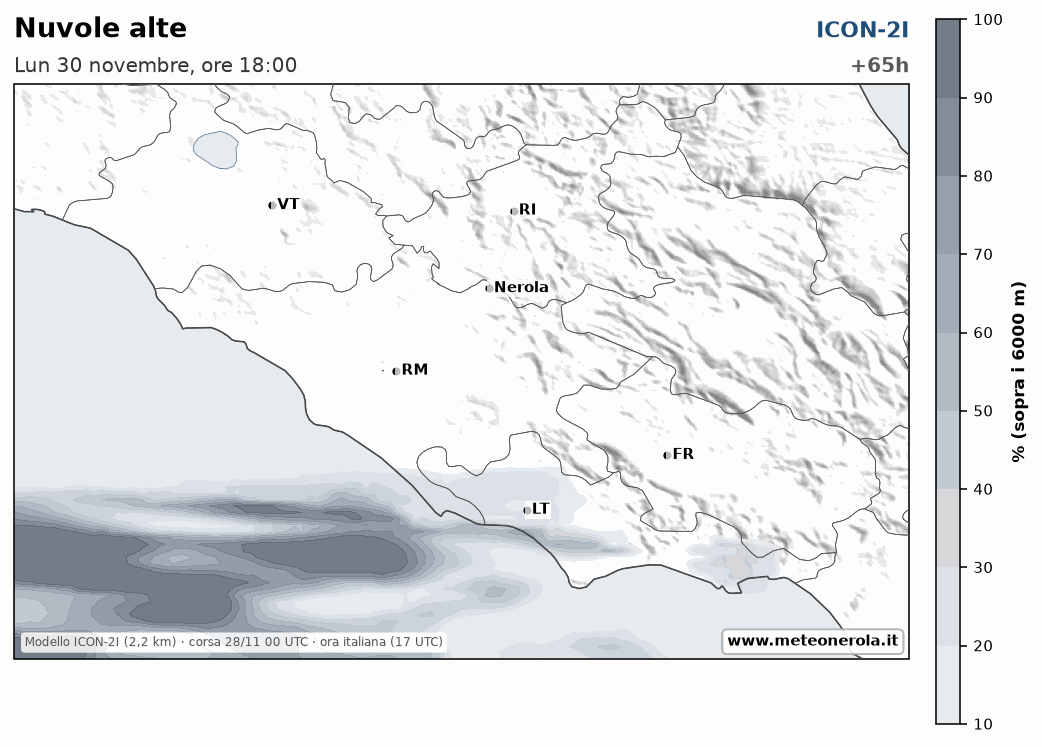 Nuvole alte
ICON-2I
Lun 30 novembre, ore 18:00
+65h
VT
RI
Nerola
RM
FR
LT
Modello ICON-2I (2,2 km) · corsa 28/11 00 UTC · ora italiana (17 UTC)
www.meteonerola.it
100
90
80
70
60
50
40
30
20
10
% (sopra i 6000 m)